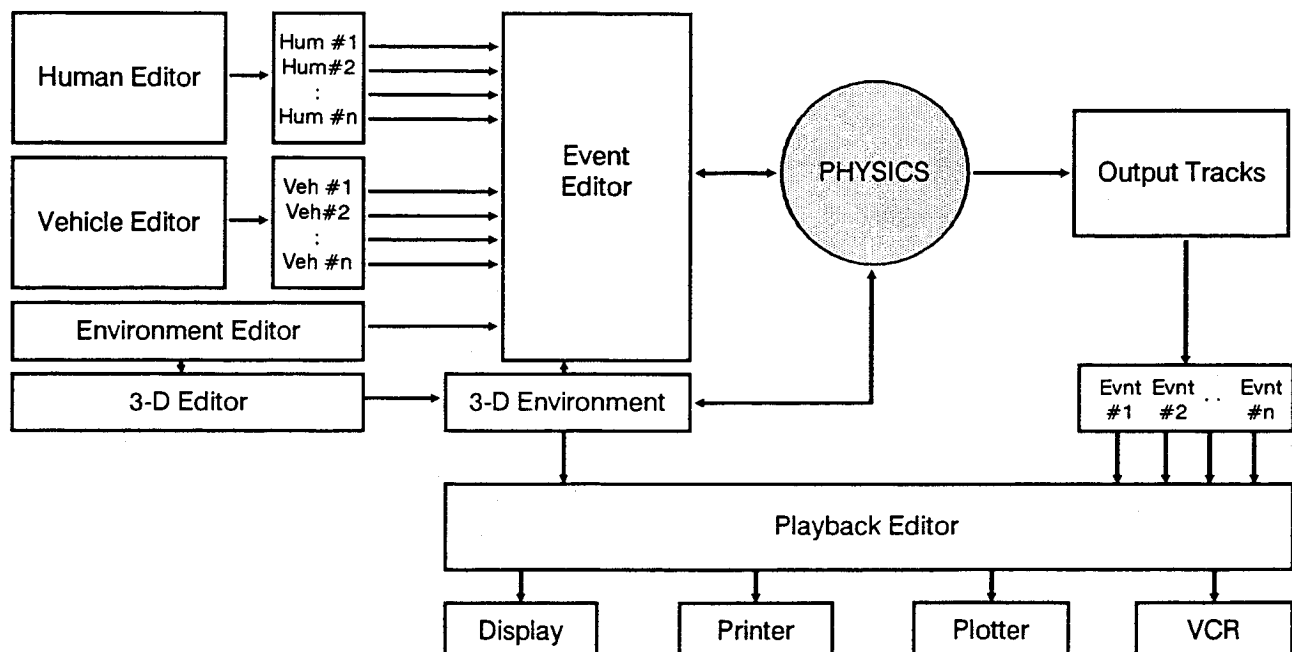 Human Editor
Hum #1
Hum#2
:
Hum #n
Vehicle Editor
Veh #1
Veh#2
:
Veh #n
Environment Editor
3-D Editor
Event
Editor
3-D Environment
PHYSICS
Output Tracks
Evnt Evnt . . Evnt
#1 #2 #n
Playback Editor
Display
Printer
Plotter
VCR